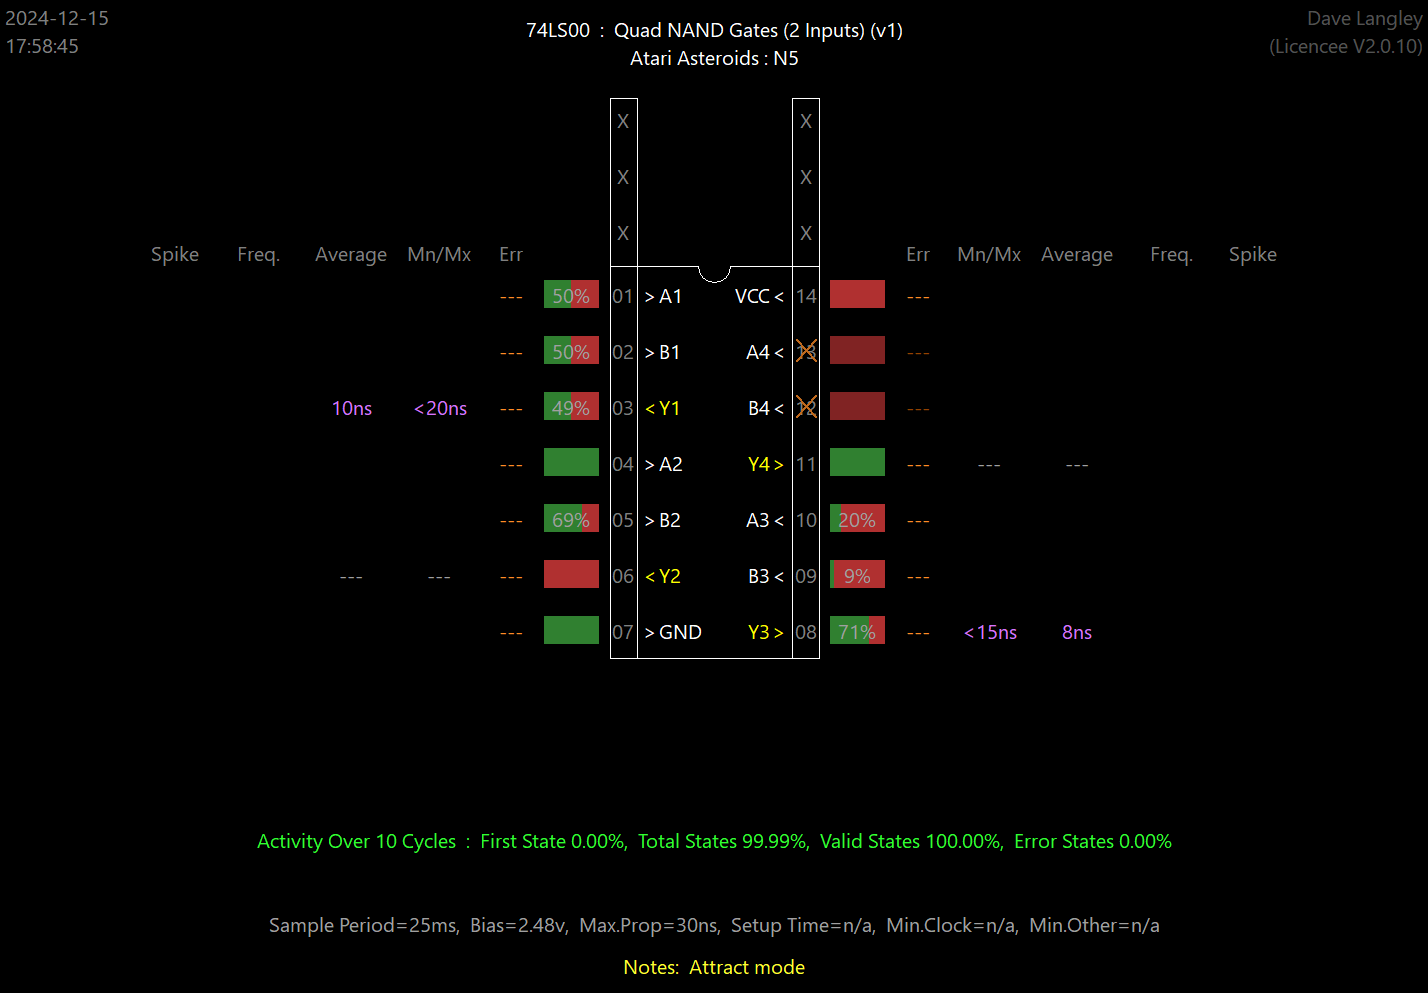 2024-12-15
17:58:45
74LS00 : Quad NAND Gates (2 Inputs) (v1)
Atari Asteroids : N5
Dave Langley
(Licencee V2.0.10)
X X
X X
X X
Spike Freq. Average Mn/Mx Err Err Mn/Mx Average Freq. Spike
--- 50% 01 > A1 VCC < 14 ---
--- 50% 02 > B1 A4 < 13 ---
10ns <20ns --- 49% 03 < Y1 B4 < 12 ---
--- 04 > A2 Y4 > 11 --- --- ---
--- 69% 05 > B2 A3 < 10 20% ---
--- --- --- 06 < Y2 B3 < 09 9% ---
--- 07 > GND Y3 > 08 71% --- <15ns 8ns
Activity Over 10 Cycles : First State 0.00%, Total States 99.99%, Valid States 100.00%, Error States 0.00%
Sample Period=25ms, Bias=2.48v, Max.Prop=30ns, Setup Time=n/a, Min.Clock=n/a, Min.Other=n/a
Notes: Attract mode